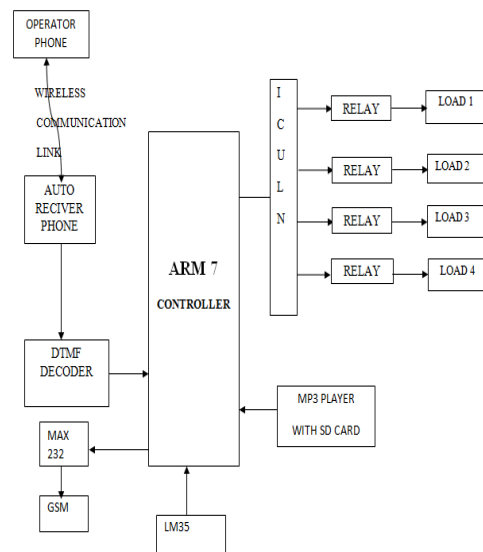 OPERATOR
PHONE
WIRELESS
COMMUNICATION
LINK
AUTO
RECIVER
PHONE
DTMF
DECODER
MAX
232
GSM
ARM 7
CONTROLLER
LM35
I
C
U
L
N
RELAY
LOAD 1
RELAY
LOAD 2
RELAY
LOAD 3
RELAY
LOAD 4
MP3 PLAYER
WITH SD CARD